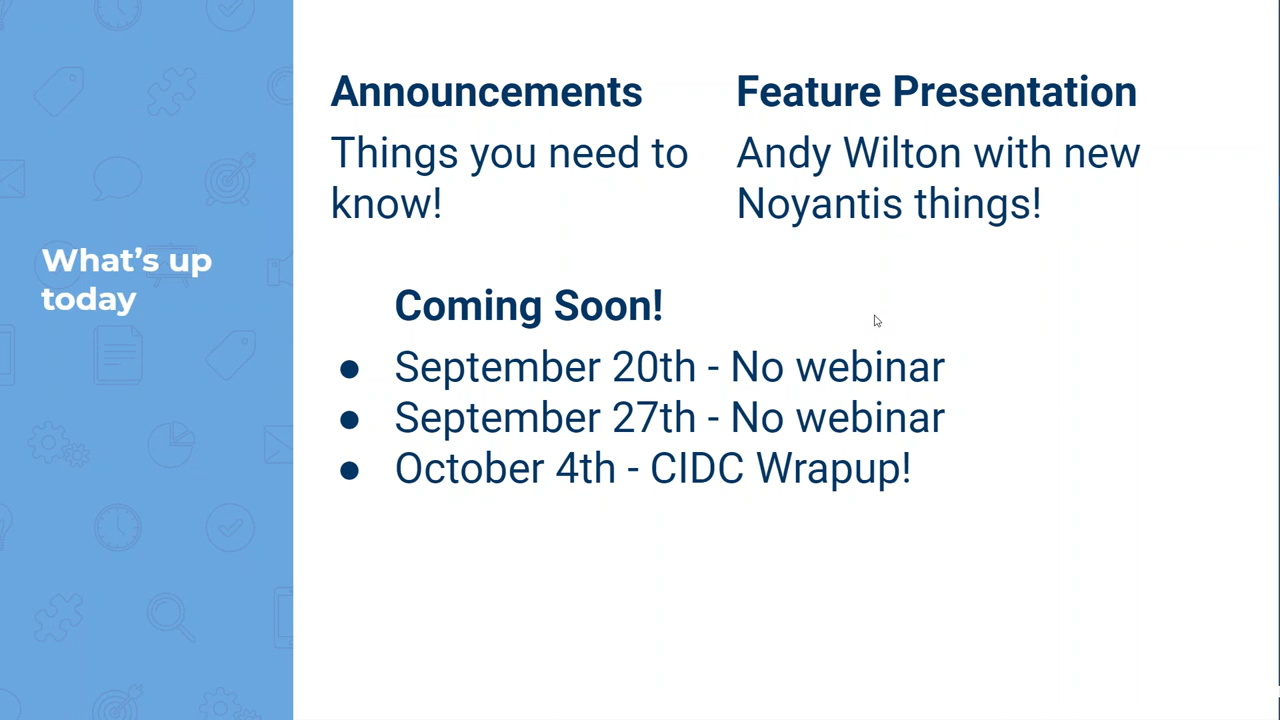 What's up
today
Announcements
Things you need to
know!
Feature Presentation
Andy Wilton with new
Noyantis things!
Coming Soon!
● September 20th - No webinar
● September 27th - No webinar
● October 4th - CIDC Wrapup!